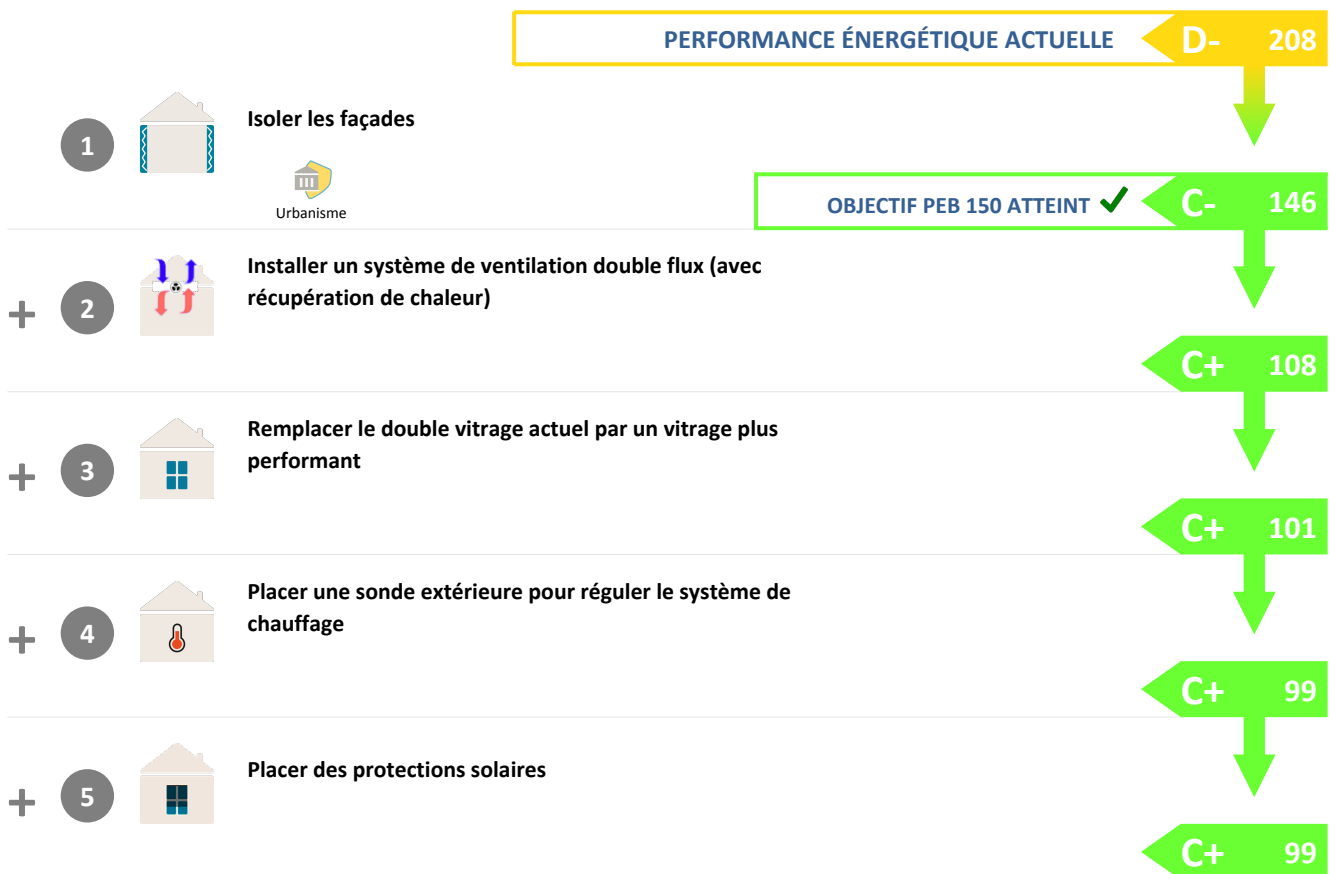 PERFORMANCE ÉNERGÉTIQUE ACTUELLE D- 208
1 Isoler les façades
Urbanisme
OBJECTIF PEB 150 ATTEINT ✔ C- 146
+ 2 Installer un système de ventilation double flux (avec
récupération de chaleur)
C+ 108
+ 3 Remplacer le double vitrage actuel par un vitrage plus
performant
C+ 101
+ 4 Placer une sonde extérieure pour réguler le système de
chauffage
C+ 99
+ 5 Placer des protections solaires
C+ 99